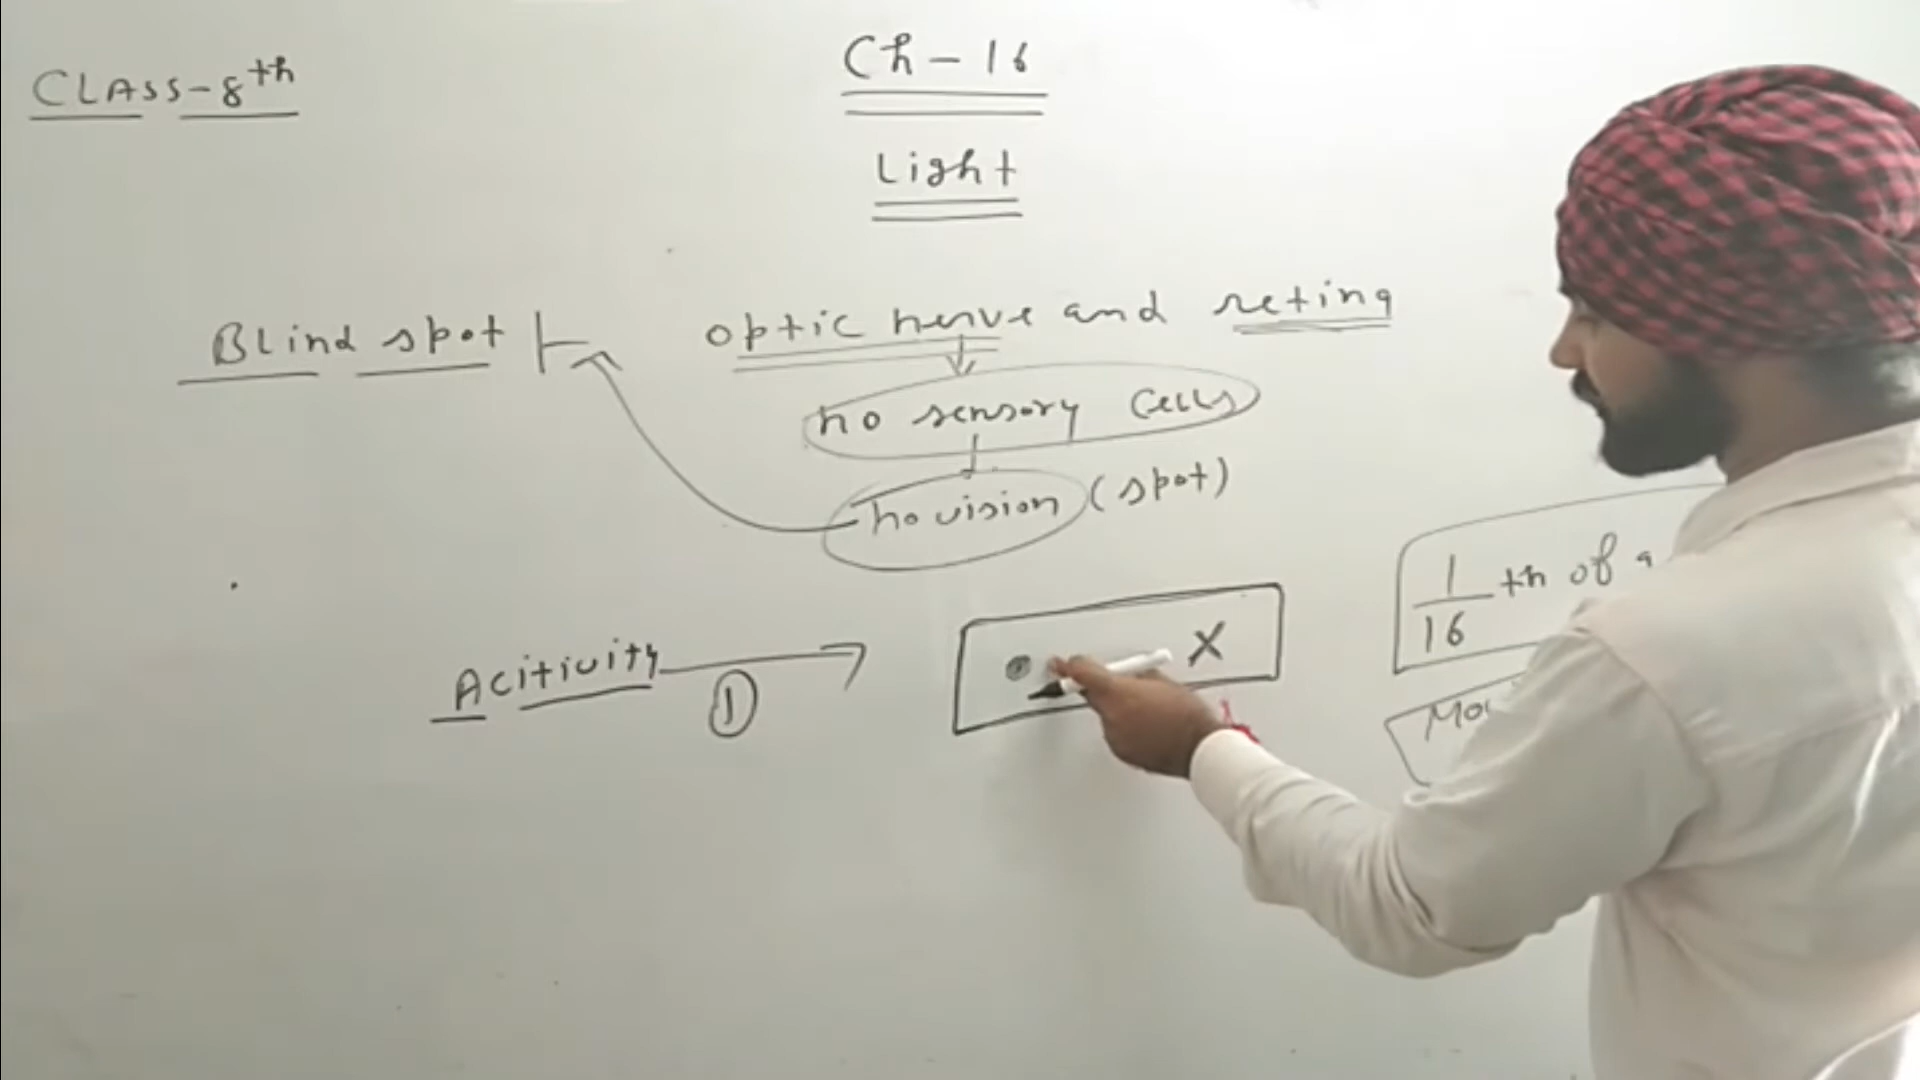 CLASS-8th
Ch-16
Light
Blind spot optic nerve and retina
no sensory cells
no vision (spot)
Acitivity
1
X
1/16 th of a